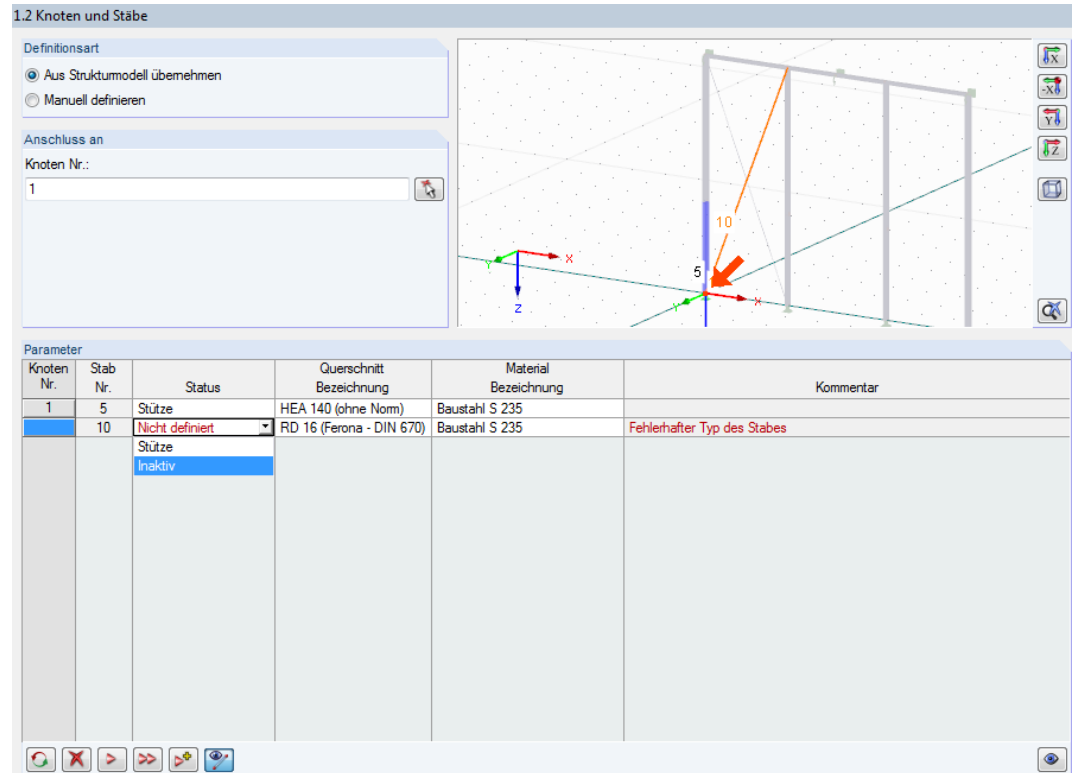 1.2 Knoten und Stäbe
Definitionsart
Aus Strukturmodell übernehmen
Manuell definieren
Anschluss an
Knoten Nr.:
1
10
5
X
Y
Z
X
Y
X
-X
Y
Z
Parameter
Knoten Stab Querschnitt Material
Nr. Nr. Status Bezeichnung Bezeichnung Kommentar
1 5 Stütze HEA 140 (ohne Norm) Baustahl S 235
10 Nicht definiert RD 16 (Ferona - DIN 670) Baustahl S 235 Fehlerhafter Typ des Stabes
Stütze
Inaktiv